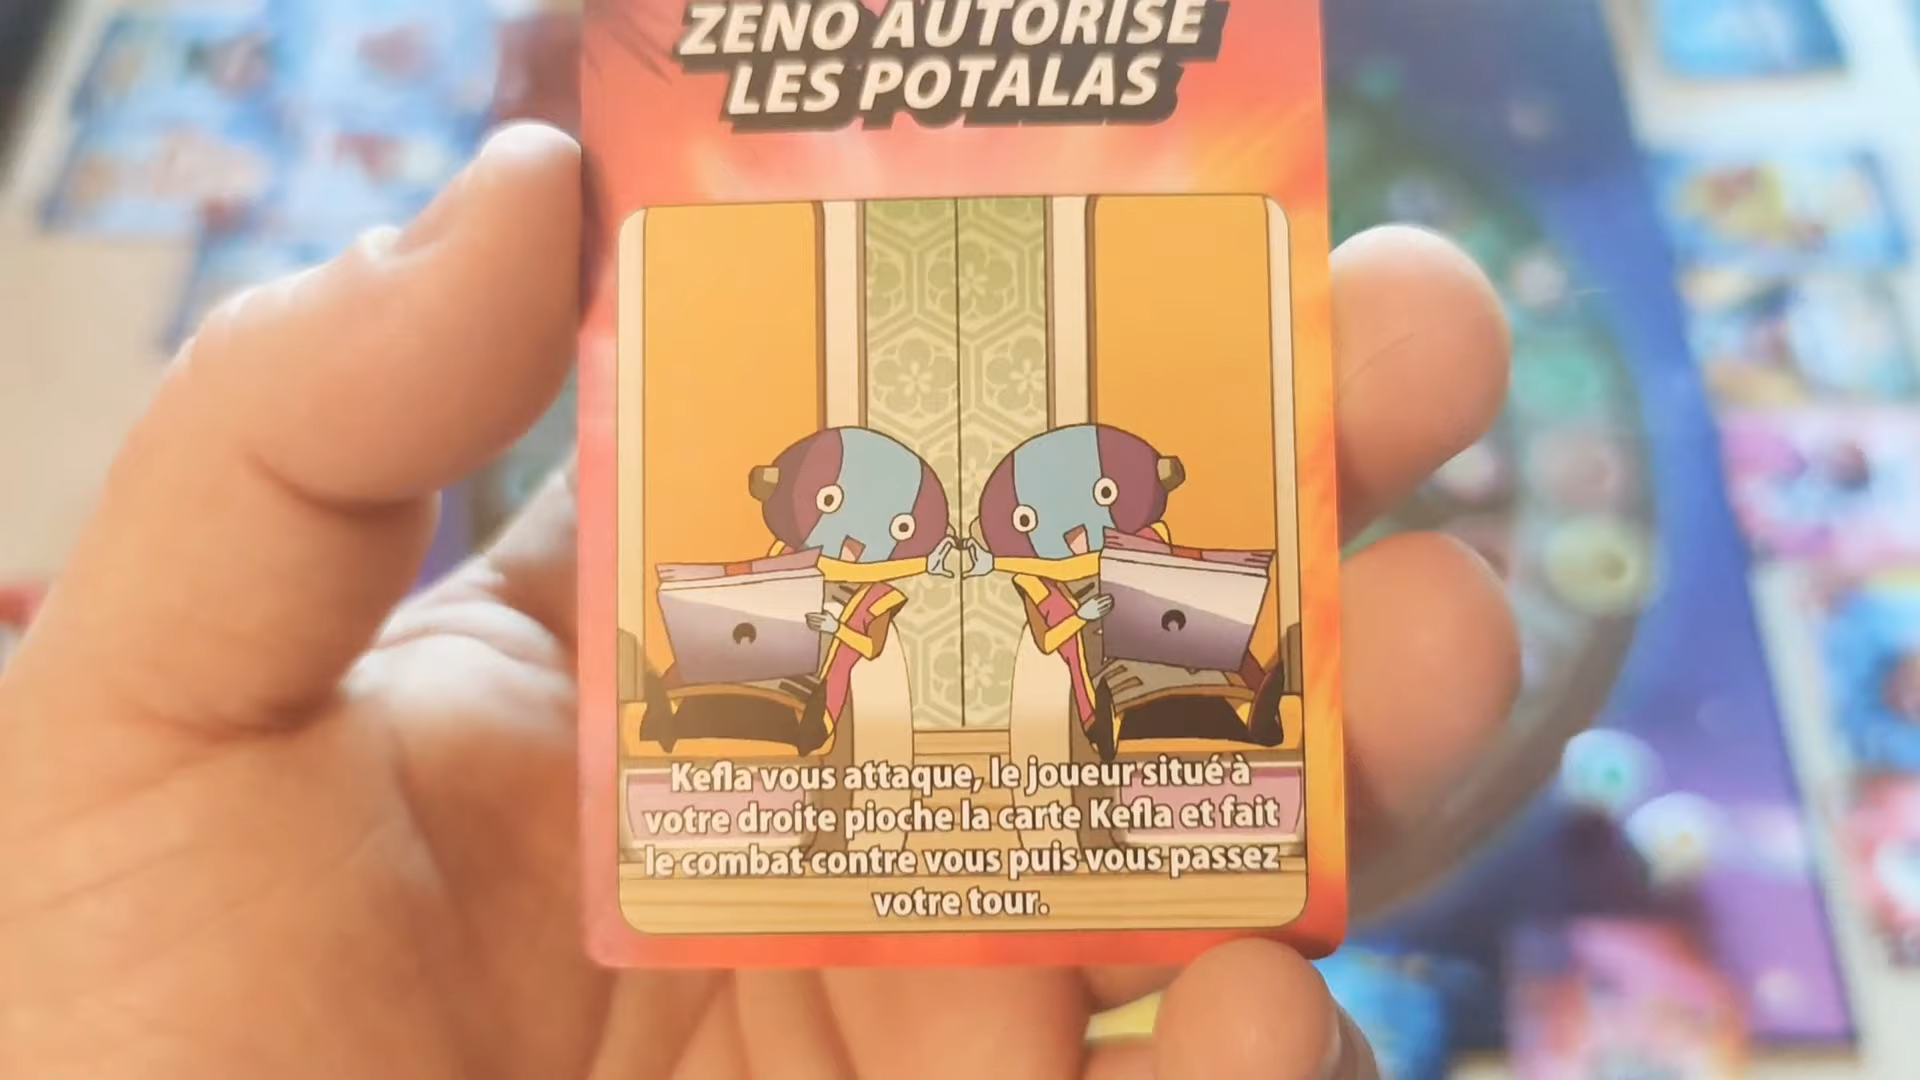 ZENO AUTORISE
LES POTALAS
Kefla vous attaque, le joueur situé à
votre droite pioche la carte Kefla et fait
le combat contre vous puis vous passez
votre tour.